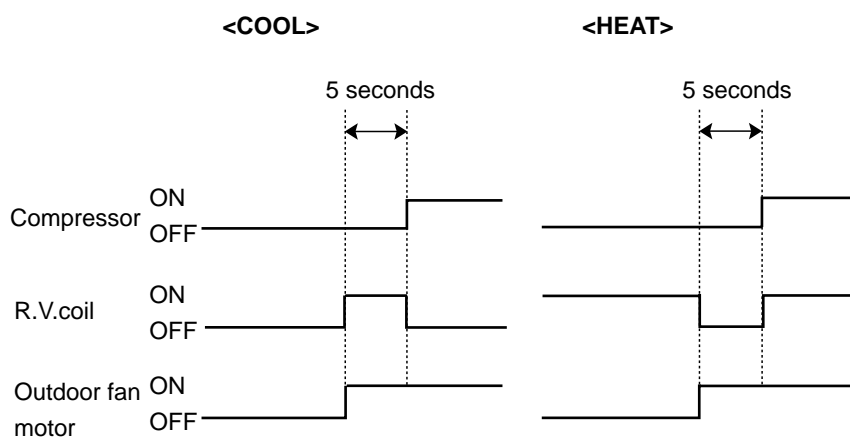 <COOL> <HEAT>
5 seconds 5 seconds
Compressor ON
OFF
R.V.coil ON
OFF
Outdoor fan ON
motor OFF